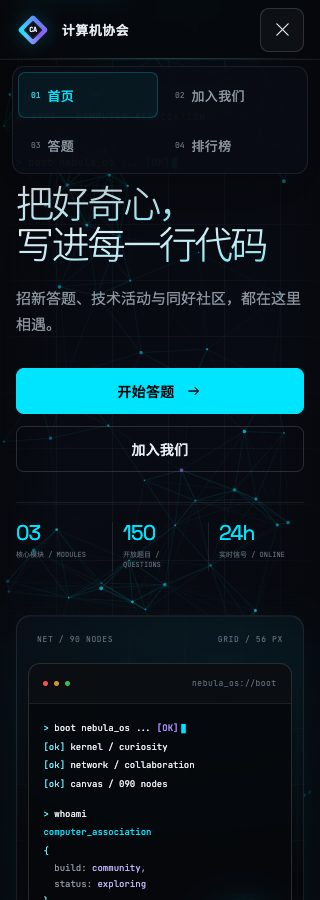 CA 计算机协会
01 首页
02 加入我们
03 答题
04 排行榜
> boot nebula_os ... [OK]
把好奇心，
写进每一行代码
招新答题、技术活动与同好社区，都在这里
相遇。
开始答题 →
加入我们
03
核心模块 / MODULES
150
开放题目 /
QUESTIONS
24h
实时信号 / ONLINE
NET / 90 NODES
GRID / 56 PX
nebula_os://boot
> boot nebula_os ... [OK]
[ok] kernel / curiosity
[ok] network / collaboration
[ok] canvas / 090 nodes
> whoami
computer_association
{
build: community,
status: exploring